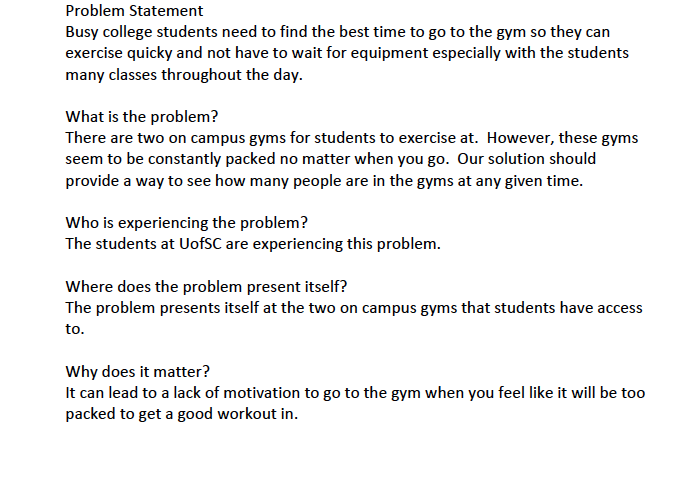 Problem Statement
Busy college students need to find the best time to go to the gym so they can
exercise quicky and not have to wait for equipment especially with the students
many classes throughout the day.
What is the problem?
There are two on campus gyms for students to exercise at.  However, these gyms
seem to be constantly packed no matter when you go.  Our solution should
provide a way to see how many people are in the gyms at any given time.
Who is experiencing the problem?
The students at UofSC are experiencing this problem.
Where does the problem present itself?
The problem presents itself at the two on campus gyms that students have access
to.
Why does it matter?
It can lead to a lack of motivation to go to the gym when you feel like it will be too
packed to get a good workout in.